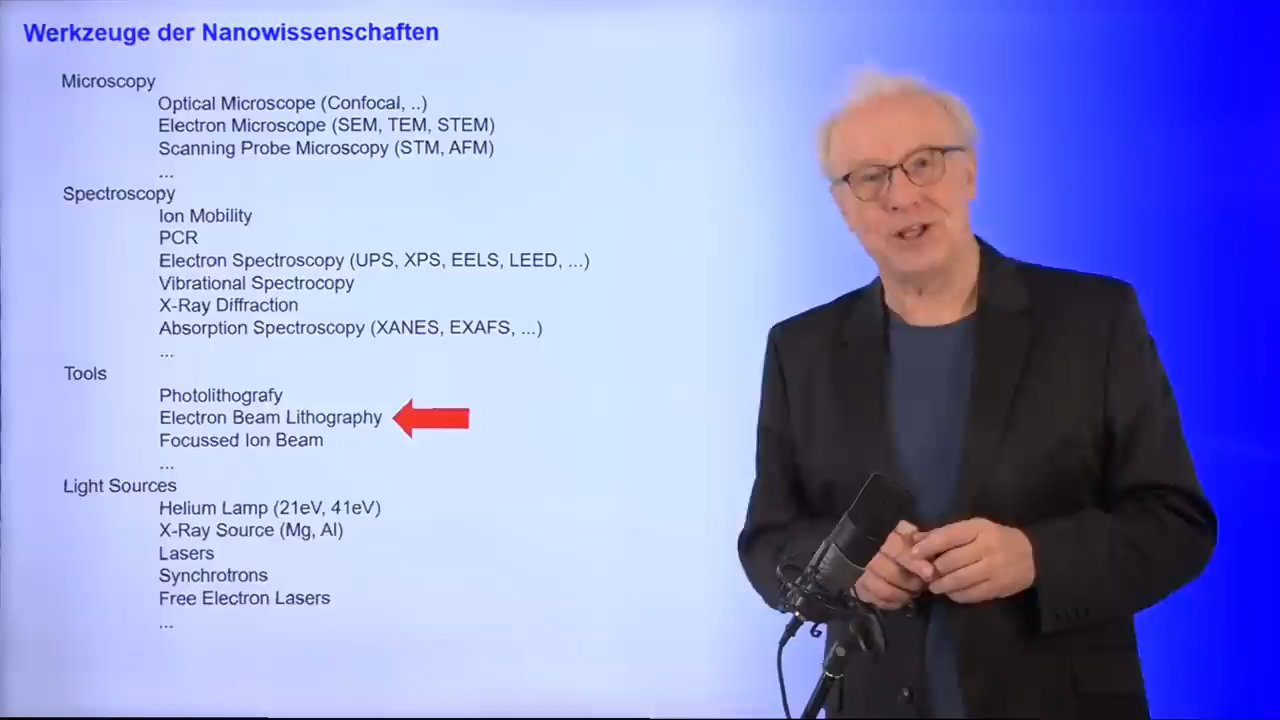 Werkzeuge der Nanowissenschaften
Microscopy
Optical Microscope (Confocal, ..)
Electron Microscope (SEM, TEM, STEM)
Scanning Probe Microscopy (STM, AFM)
...
Spectroscopy
Ion Mobility
PCR
Electron Spectroscopy (UPS, XPS, EELS, LEED, ...)
Vibrational Spectrocopy
X-Ray Diffraction
Absorption Spectroscopy (XANES, EXAFS, ...)
...
Tools
Photolithografy
Electron Beam Lithography
Focussed Ion Beam
...
Light Sources
Helium Lamp (21eV, 41eV)
X-Ray Source (Mg, Al)
Lasers
Synchrotrons
Free Electron Lasers
...